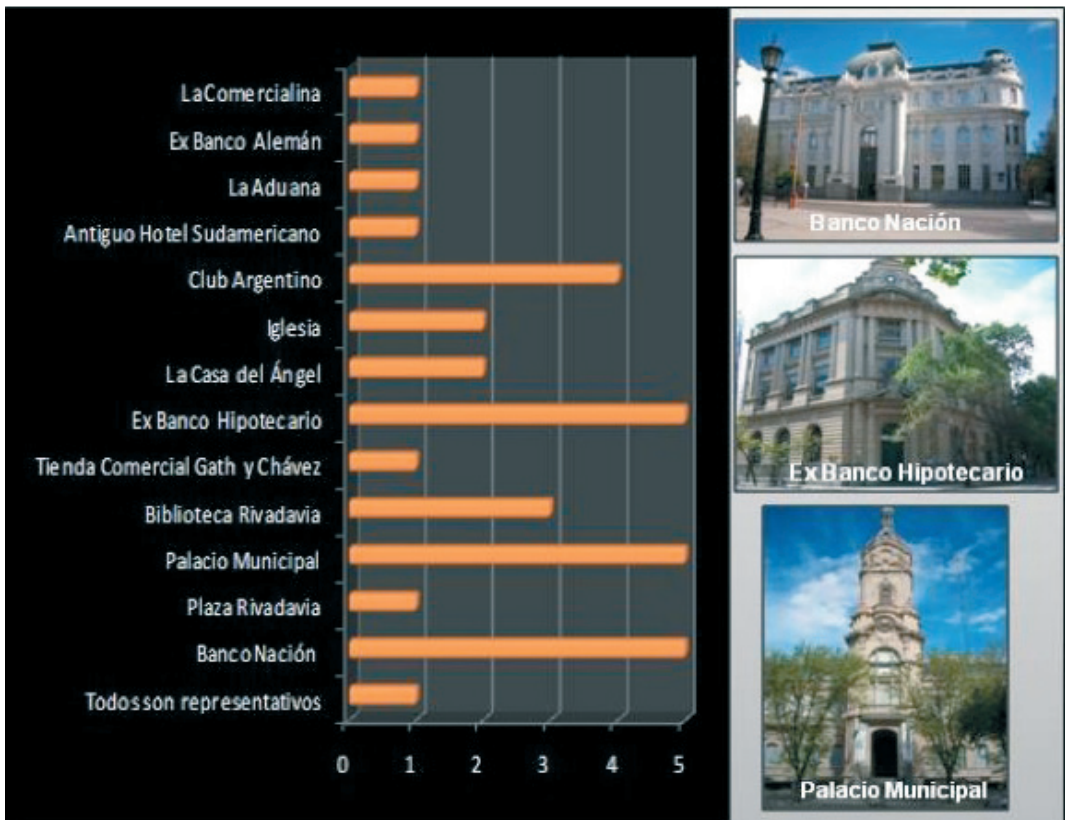 La Comercialina
Ex Banco Alemán
La Aduana
Antiguo Hotel Sudamericano
Club Argentino
Iglesia
La Casa del Ángel
Ex Banco Hipotecario
Tienda Comercial Gath y Chávez
Biblioteca Rivadavia
Palacio Municipal
Plaza Rivadavia
Banco Nación
Todos son representativos
0 1 2 3 4 5
Banco Nación
Ex Banco Hipotecario
Palacio Municipal